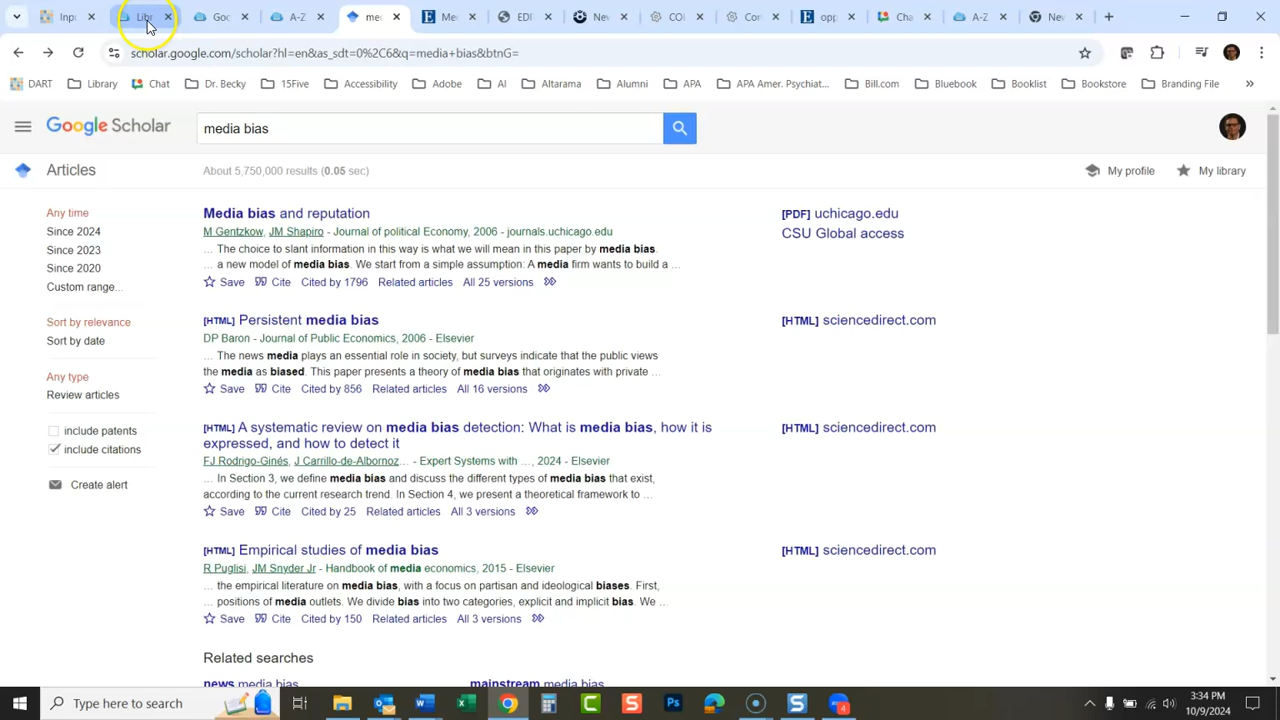 Inp
Libr
Goc
A-Z
mec
Me
EDI
Nev
COI
Con
opp
Cha
A-Z
Nev
scholar.google.com/scholar?hl=en&as_sdt=0%2C6&q=media+bias&btnG=
DART Library Chat Dr. Becky 15Five Accessibility Adobe AI Altarama Alumni APA APA Amer. Psychiat... Bill.com Bluebook Booklist Bookstore Branding File
Google Scholar
media bias
Articles
About 5,750,000 results (0.05 sec)
My profile
My library
Any time
Since 2024
Since 2023
Since 2020
Custom range...
Sort by relevance
Sort by date
Any type
Review articles
include patents
include citations
Create alert
Media bias and reputation
M Gentzkow, JM Shapiro - Journal of political Economy, 2006 - journals.uchicago.edu
... The choice to slant information in this way is what we will mean in this paper by media bias.
... a new model of media bias. We start from a simple assumption: A media firm wants to build a ...
Save Cite Cited by 1796 Related articles All 25 versions
[PDF] uchicago.edu
CSU Global access
[HTML] Persistent media bias
DP Baron - Journal of Public Economics, 2006 - Elsevier
... The news media plays an essential role in society, but surveys indicate that the public views
the media as biased. This paper presents a theory of media bias that originates with private ...
Save Cite Cited by 856 Related articles All 16 versions
[HTML] sciencedirect.com
[HTML] A systematic review on media bias detection: What is media bias, how it is
expressed, and how to detect it
FJ Rodrigo-Ginés, J Carrillo-de-Albornoz... - Expert Systems with ..., 2024 - Elsevier
... In Section 3, we define media bias and discuss the different types of media bias that exist,
according to the current research trend. In Section 4, we present a theoretical framework to ...
Save Cite Cited by 25 Related articles All 3 versions
[HTML] sciencedirect.com
[HTML] Empirical studies of media bias
R Puglisi, JM Snyder Jr - Handbook of media economics, 2015 - Elsevier
... the empirical literature on media bias, with a focus on partisan and ideological biases. First,
... positions of media outlets. We divide bias into two categories, explicit and implicit bias. We ...
Save Cite Cited by 150 Related articles All 3 versions
[HTML] sciencedirect.com
Related searches
news media bias
mainstream media bias
Type here to search
3:34 PM
10/9/2024